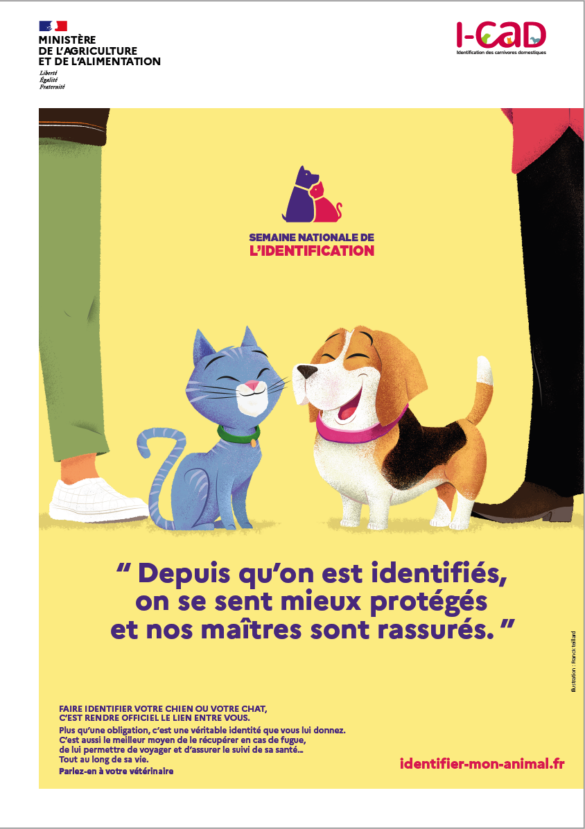 MINISTÈRE
DE L'AGRICULTURE
ET DE L'ALIMENTATION
Liberté
Égalité
Fraternité
I-CAD
Identification des carnivores domestiques
SEMAINE NATIONALE DE
L'IDENTIFICATION
“ Depuis qu'on est identifiés,
on se sent mieux protégés
et nos maîtres sont rassurés. ”
Illustration : Franck
FAIRE IDENTIFIER VOTRE CHIEN OU VOTRE CHAT,
C'EST RENDRE OFFICIEL LE LIEN ENTRE VOUS.
Plus qu'une obligation, c'est une véritable identité que vous lui donnez.
C'est aussi le meilleur moyen de le récupérer en cas de fugue,
de lui permettre de voyager et d'assurer le suivi de sa santé...
Tout au long de sa vie.
Parlez-en à votre vétérinaire
identifier-mon-animal.fr